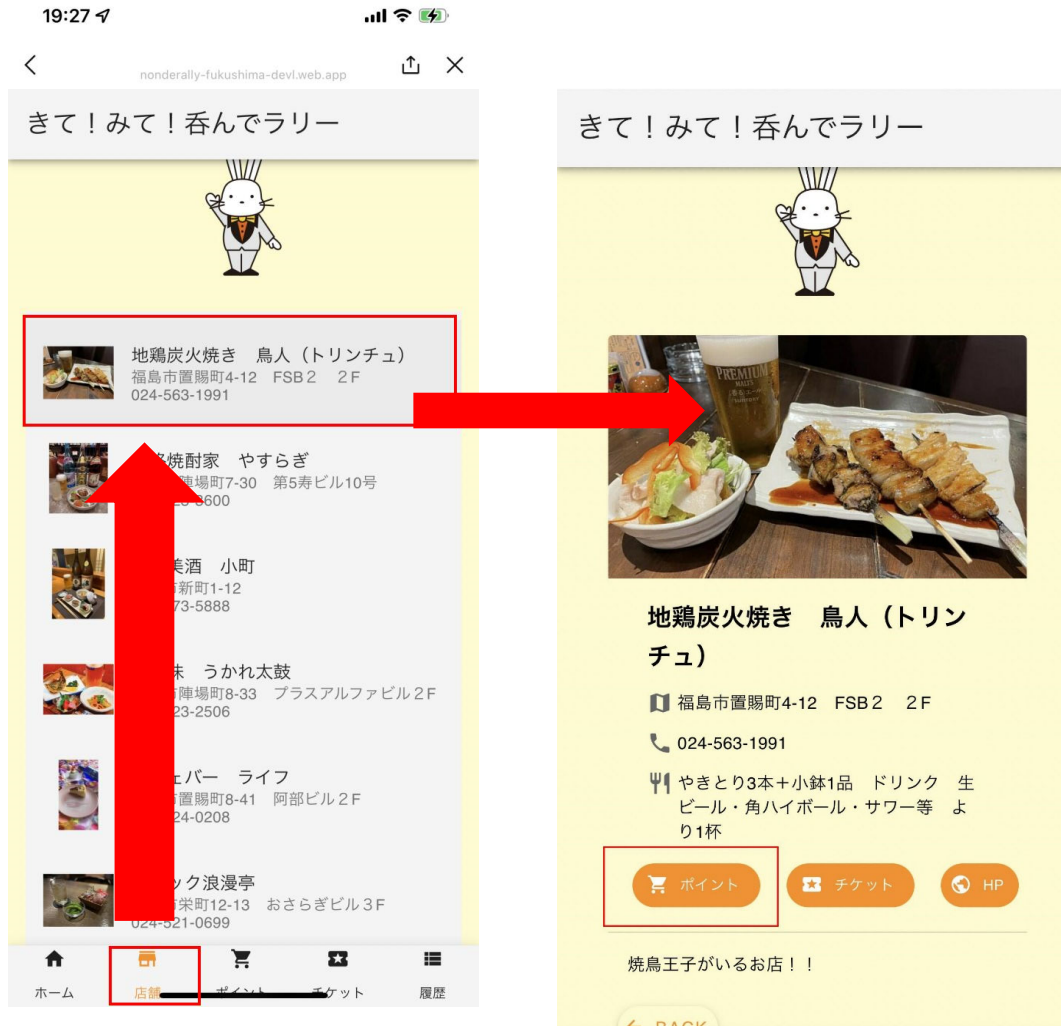 19:27
nonderally-fukushima-devl.web.app
きて！みて！呑んでラリー
地鶏炭火焼き　鳥人（トリンチュ）
福島市置賜町4-12　FSB２　２F
024-563-1991
焼酎家　やすらぎ
陣場町7-30　第5寿ビル10号
3600
美酒　小町
新町1-12
73-5888
味　うかれ太鼓
陣場町8-33　プラスアルファビル２F
23-2506
ェバー　ライフ
置賜町8-41　阿部ビル２F
24-0208
ック浪漫亭
栄町12-13　おさらぎビル３F
024-521-0699
ホーム
店舗
ポイント
チケット
履歴
きて！みて！呑んでラリー
PREMIUM
MALT'S
地鶏炭火焼き　鳥人（トリン
チュ）
福島市置賜町4-12　FSB２　２F
024-563-1991
やきとり3本＋小鉢1品　ドリンク　生
ビール・角ハイボール・サワー等　よ
り1杯
ポイント
チケット
HP
焼鳥王子がいるお店！！
BACK